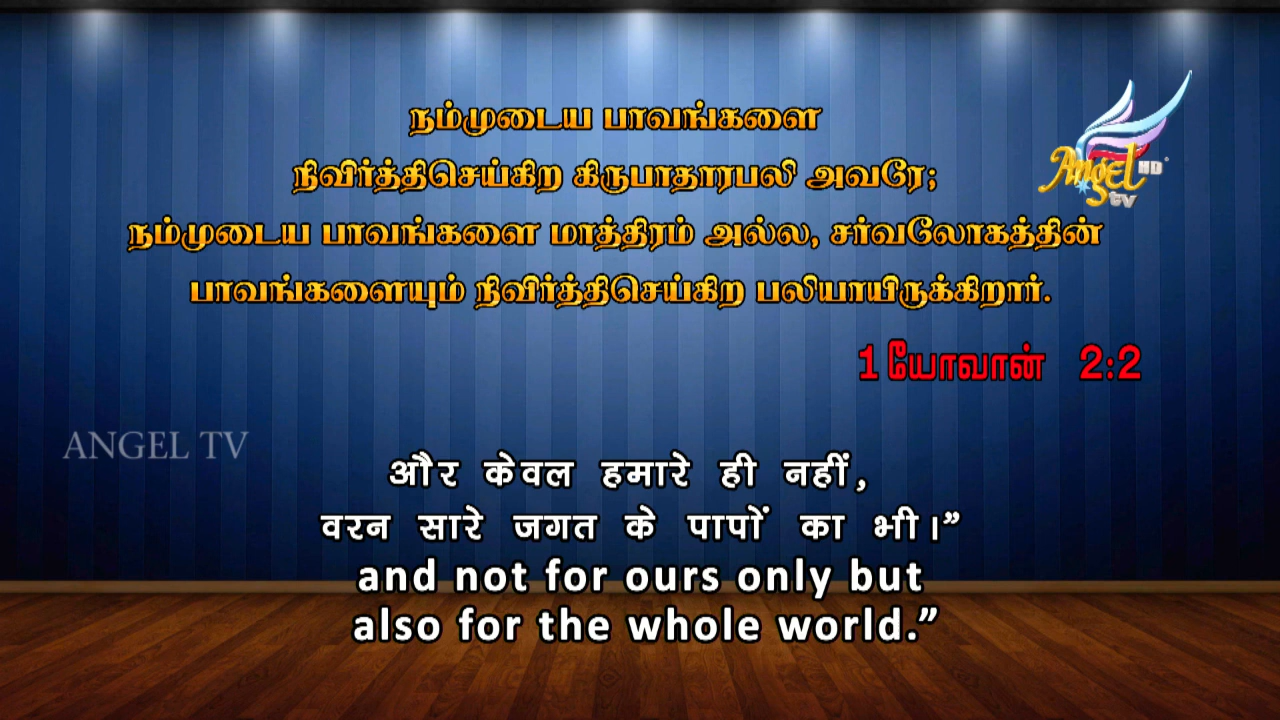 நம்முடைய பாவங்களை
நிவிர்த்திசெய்கிற கிருபாதாரபலி அவரே;
நம்முடைய பாவங்களை மாத்திரம் அல்ல, சர்வலோகத்தின்
பாவங்களையும் நிவிர்த்திசெய்கிற பலியாயிருக்கிறார்.
1 யோவான் 2:2
Angel HD
tv
ANGEL TV
और केवल हमारे ही नहीं,
वरन सारे जगत के पापों का भी।”
and not for ours only but
also for the whole world.”